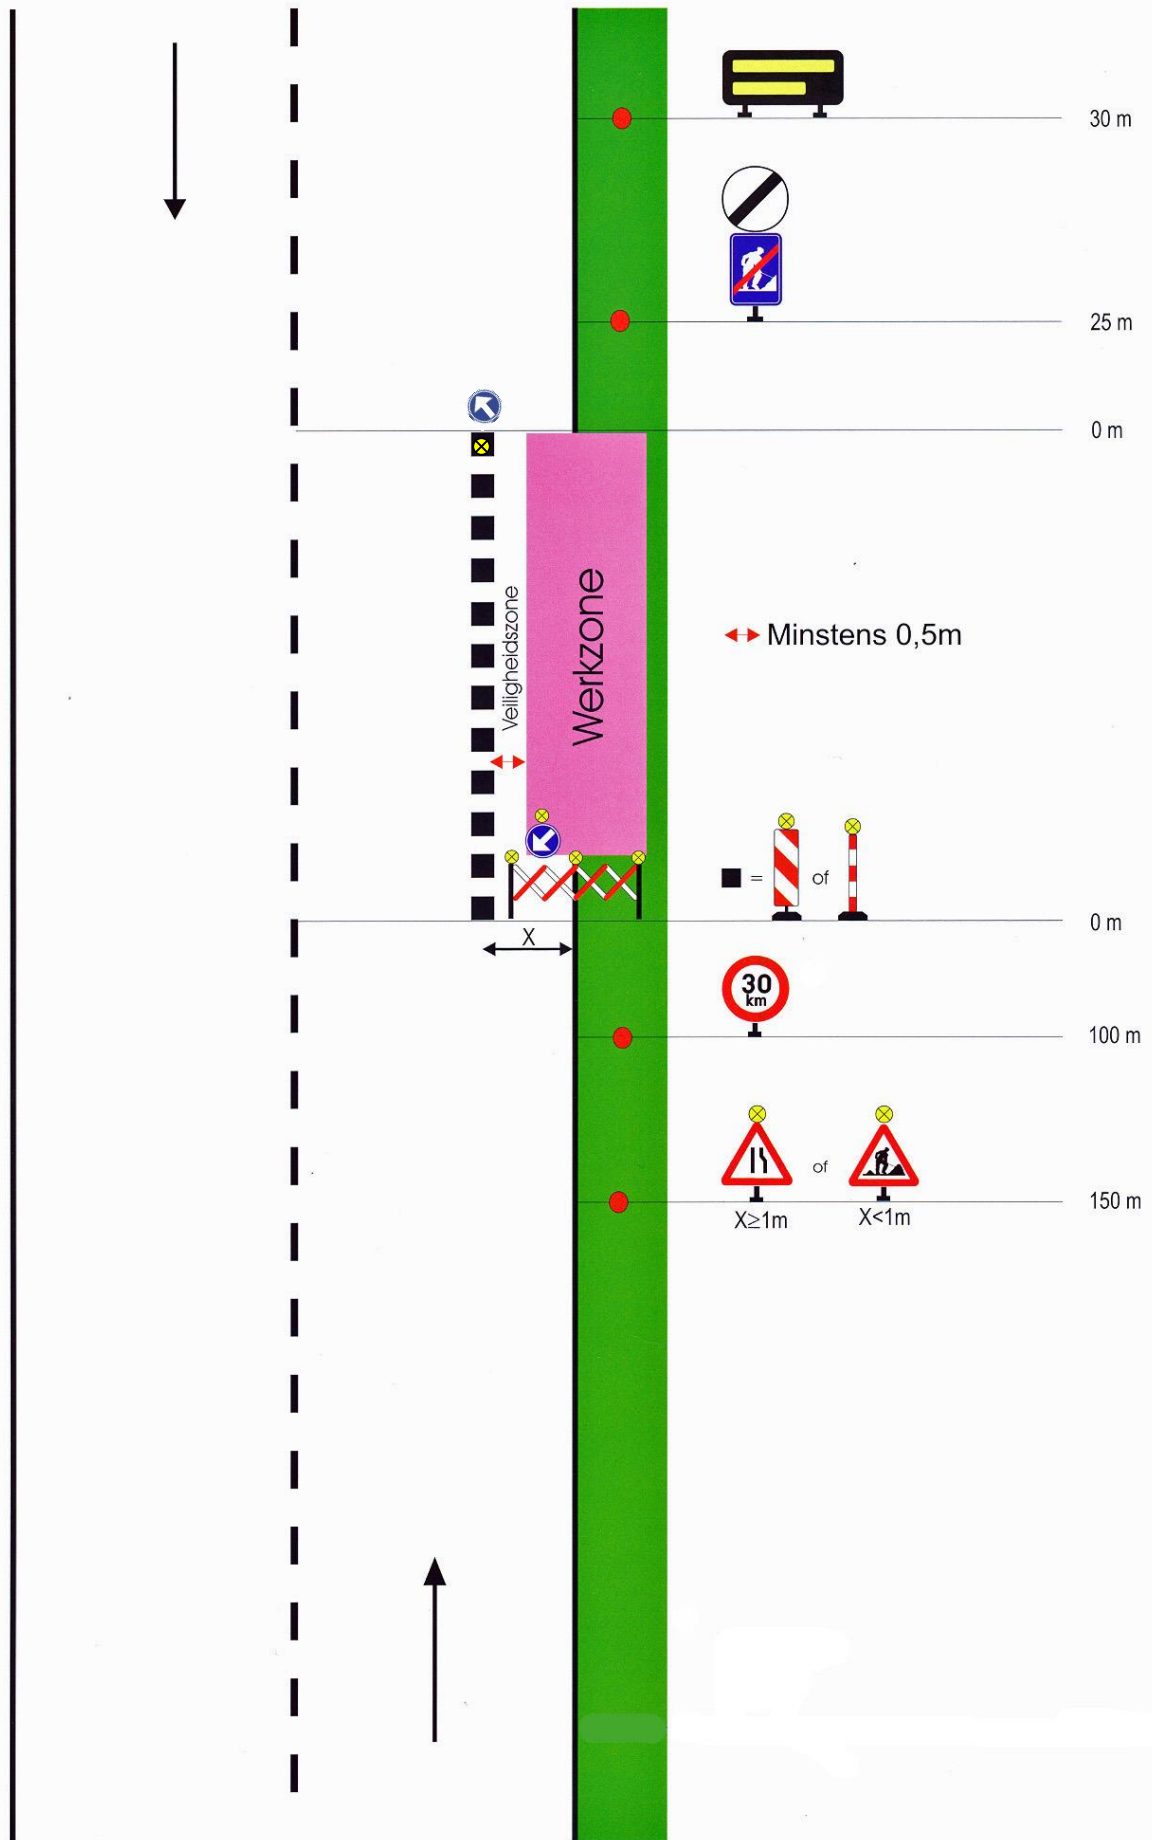 30 m
25 m
0 m
Veiligheidszone
Werkzone
Minstens 0,5m
= of
0 m
X
30
km
100 m
of
150 m
X≥1m
X<1m